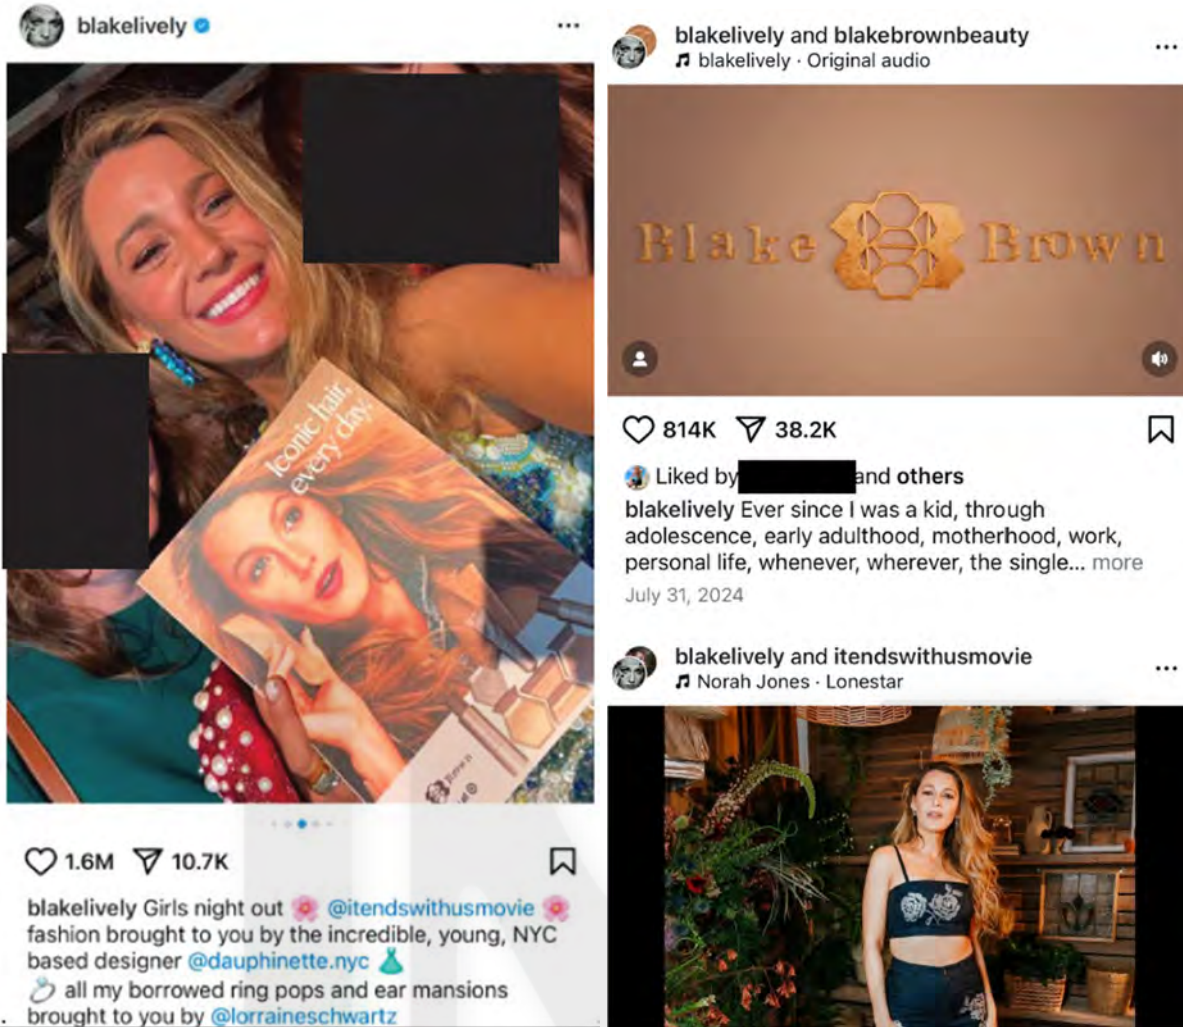 blakelively
Iconic hair,
every day.
Brown
1.6M 10.7K
blakelively Girls night out 🌸 @itendswithusmovie 🌸
fashion brought to you by the incredible, young, NYC
based designer @dauphinette.nyc 👗
💍 all my borrowed ring pops and ear mansions
brought to you by @lorraineschwartz
blakelively and blakebrownbeauty
♫ blakelively · Original audio
Blake Brown
814K 38.2K
Liked by and others
blakelively Ever since I was a kid, through
adolescence, early adulthood, motherhood, work,
personal life, whenever, wherever, the single... more
July 31, 2024
blakelively and itendswithusmovie
♫ Norah Jones · Lonestar